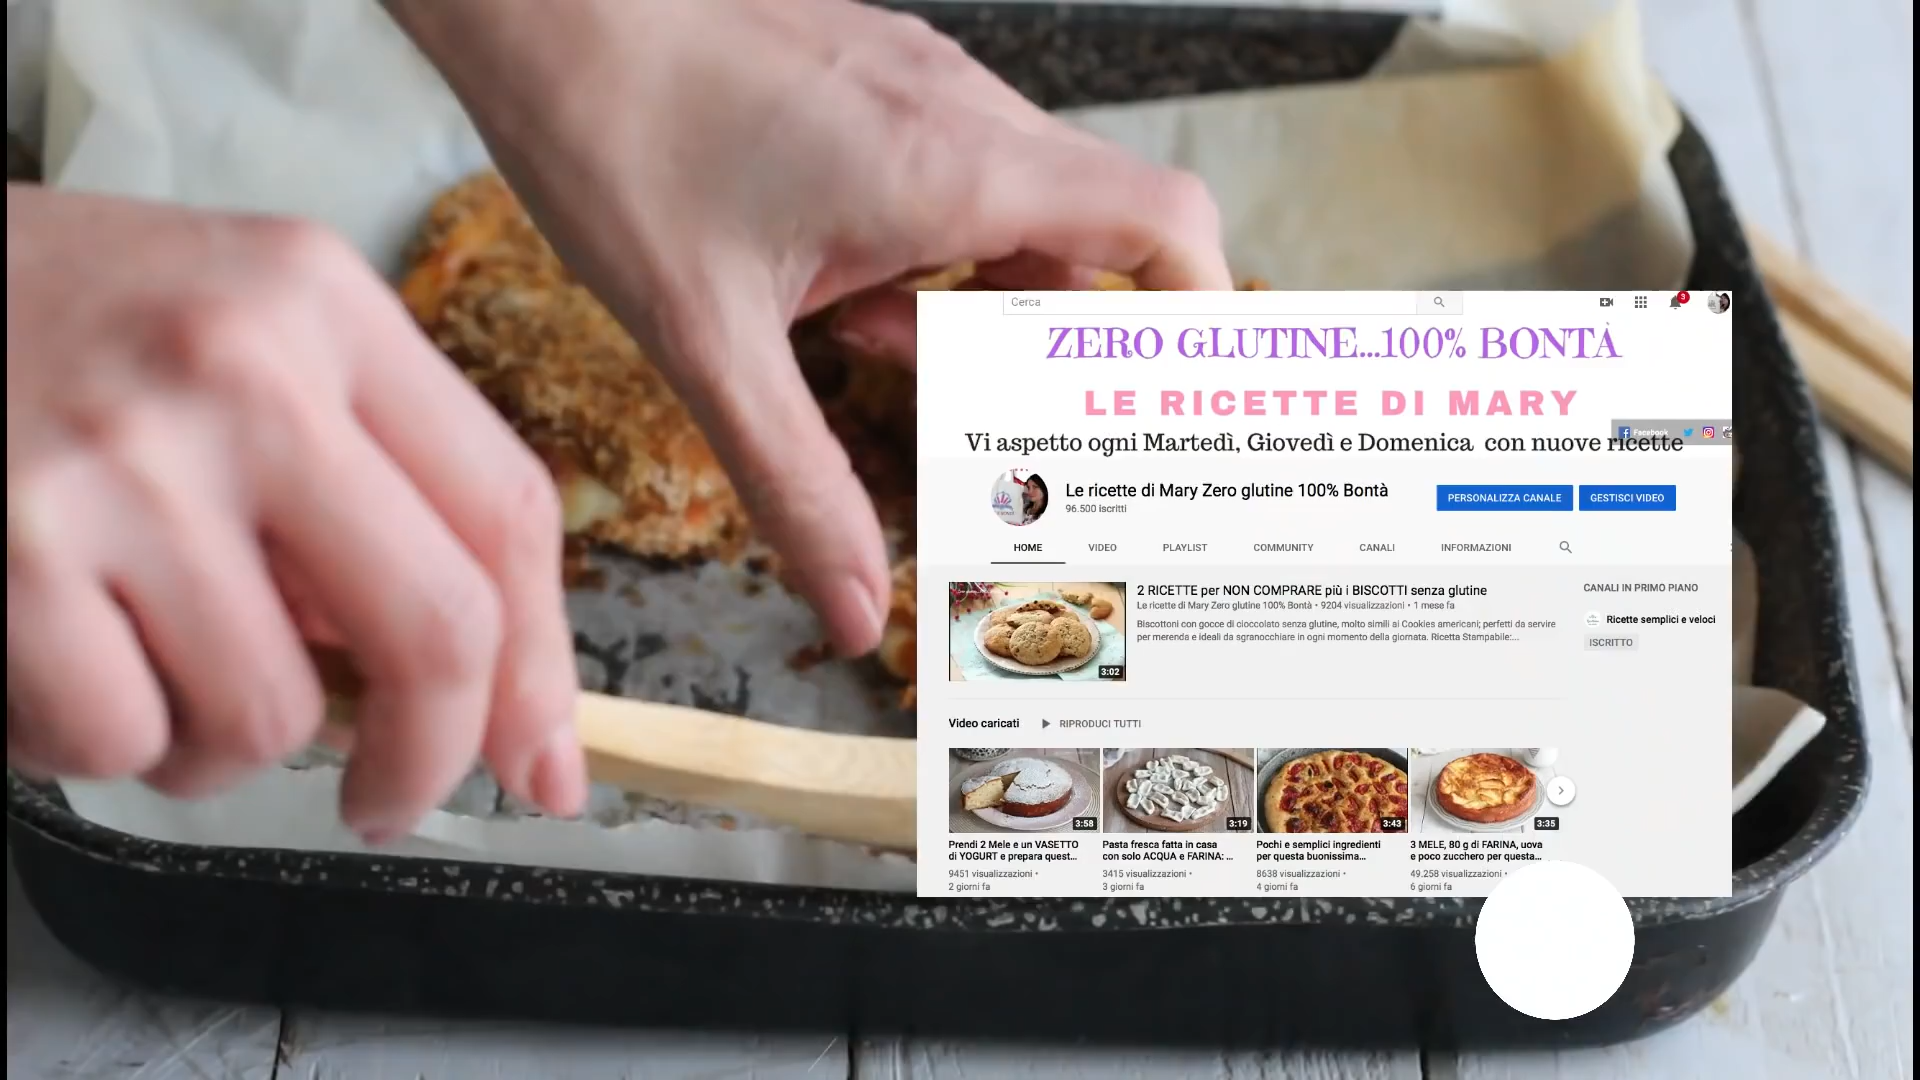 Cerca
3
ZERO GLUTINE...100% BONTÀ
LE RICETTE DI MARY
Facebook
Vi aspetto ogni Martedì, Giovedì e Domenica con nuove ricette
Le ricette di Mary Zero glutine 100% Bontà
96.500 iscritti
PERSONALIZZA CANALE
GESTISCI VIDEO
HOME VIDEO PLAYLIST COMMUNITY CANALI INFORMAZIONI
2 RICETTE per NON COMPRARE più i BISCOTTI senza glutine
Le ricette di Mary Zero glutine 100% Bontà • 9204 visualizzazioni • 1 mese fa
Biscottoni con gocce di cioccolato senza glutine, molto simili ai Cookies americani; perfetti da servire
per merenda e ideali da sgranocchiare in ogni momento della giornata. Ricetta Stampabile:...
3:02
CANALI IN PRIMO PIANO
Ricette semplici e veloci
ISCRITTO
Video caricati
RIPRODUCI TUTTI
3:58
Prendi 2 Mele e un VASETTO
di YOGURT e prepara quest...
9451 visualizzazioni •
2 giorni fa
3:19
Pasta fresca fatta in casa
con solo ACQUA e FARINA: ...
3415 visualizzazioni •
3 giorni fa
3:43
Pochi e semplici ingredienti
per questa buonissima...
8638 visualizzazioni •
4 giorni fa
3:35
3 MELE, 80 g di FARINA, uova
e poco zucchero per questa...
49.258 visualizzazioni •
6 giorni fa